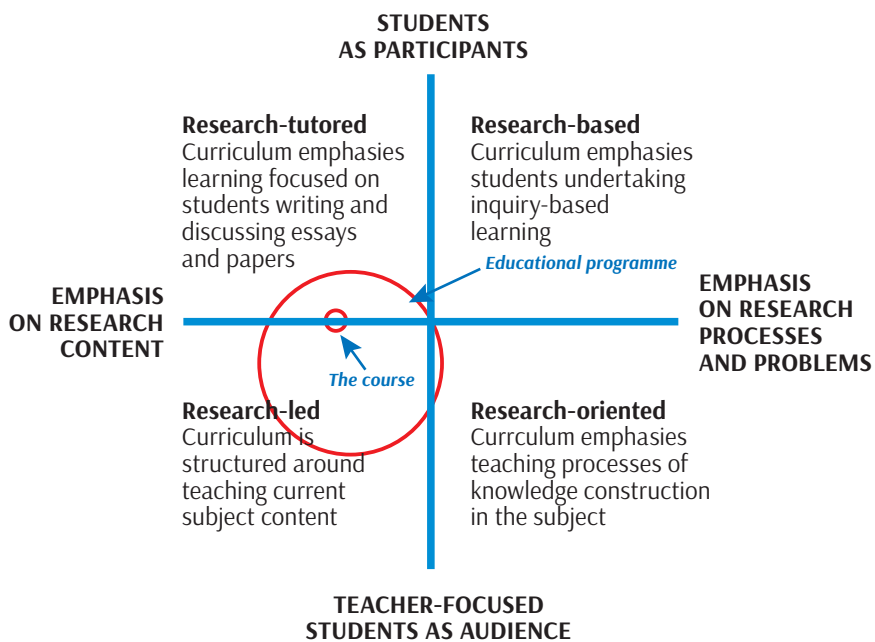 STUDENTS
AS PARTICIPANTS
Research-tutored
Curriculum emphasies
learning focused on
students writing and
discussing essays
and papers
Research-based
Curriculum emphasies
students undertaking
inquiry-based
learning
Educational programme
EMPHASIS
ON RESEARCH
CONTENT
EMPHASIS
ON RESEARCH
PROCESSES
AND PROBLEMS
The course
Research-led
Curriculum is
structured around
teaching current
subject content
Research-oriented
Currculum emphasies
teaching processes of
knowledge construction
in the subject
TEACHER-FOCUSED
STUDENTS AS AUDIENCE